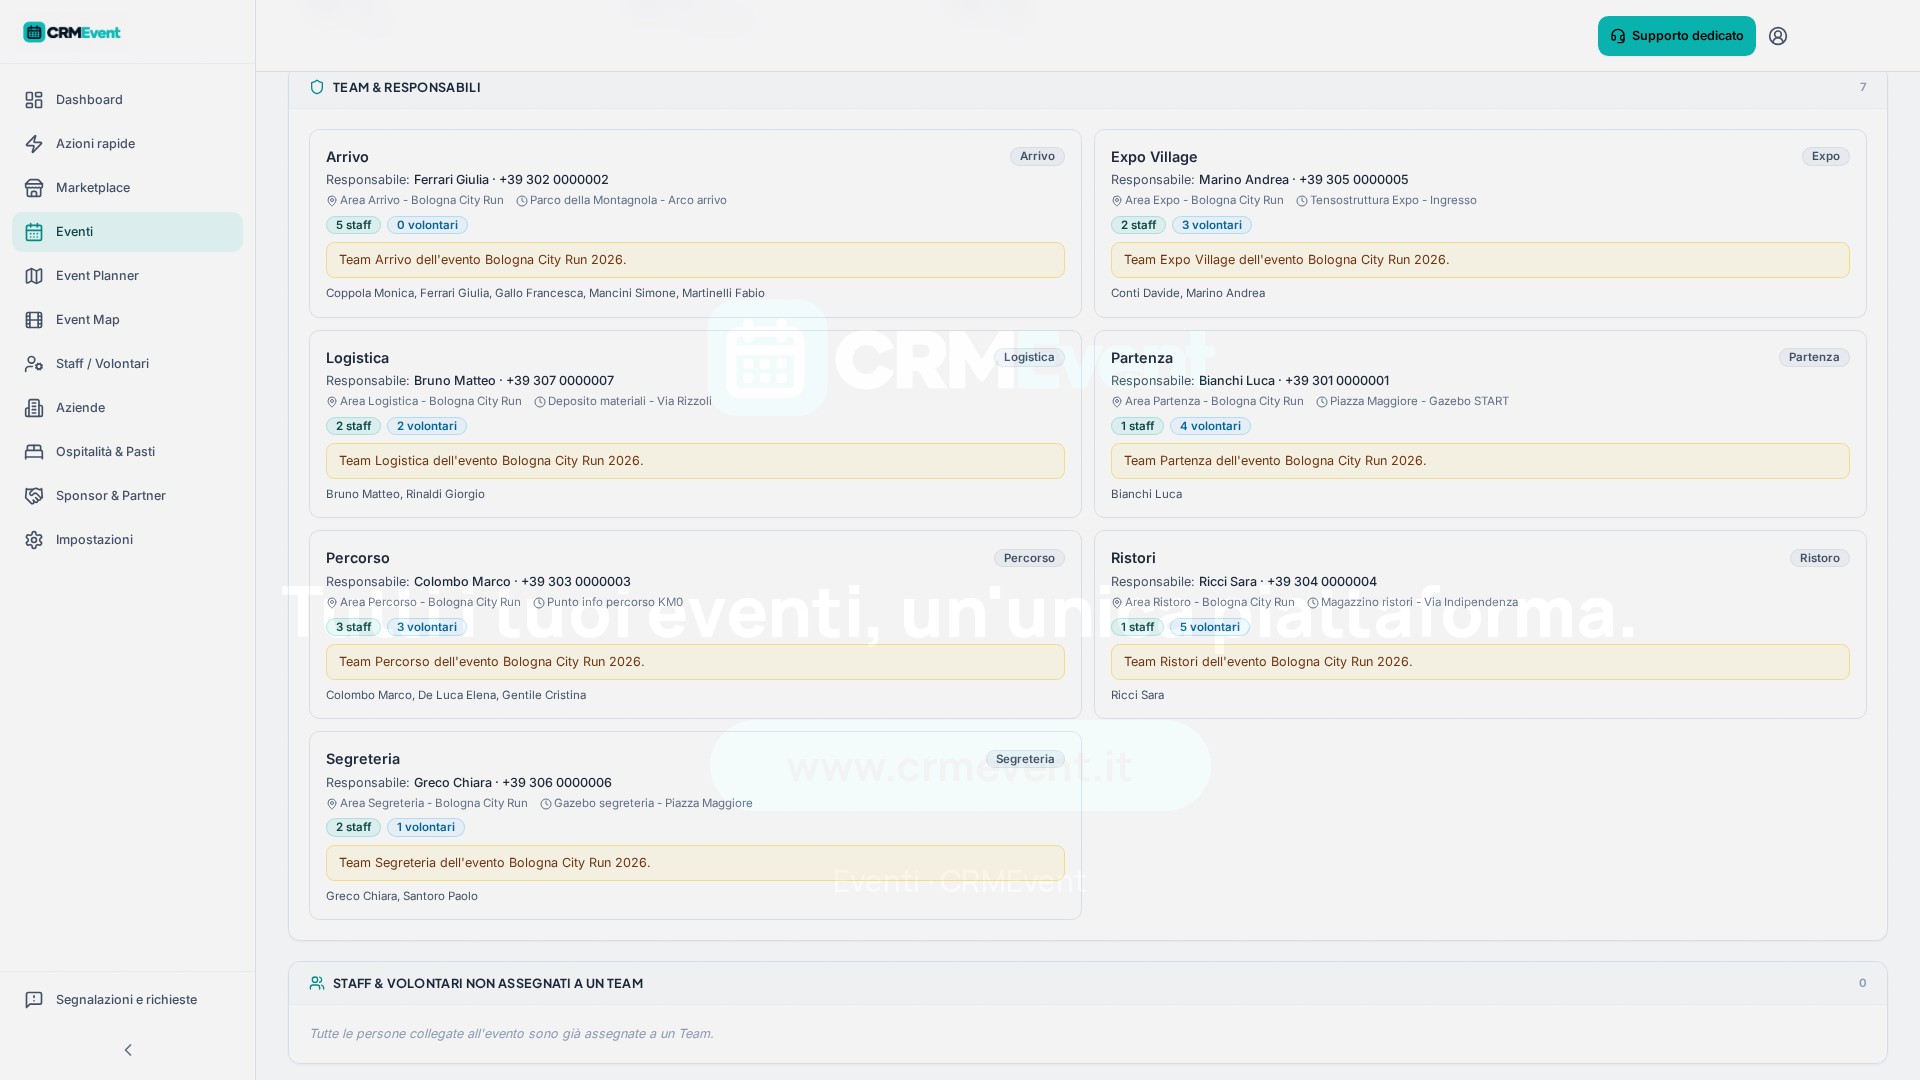 CRMEvent
Supporto dedicato
Dashboard
Azioni rapide
Marketplace
Eventi
Event Planner
Event Map
Staff / Volontari
Aziende
Ospitalità & Pasti
Sponsor & Partner
Impostazioni
Segnalazioni e richieste
TEAM & RESPONSABILI 7
Arrivo Arrivo
Responsabile: Ferrari Giulia · +39 302 0000002
Area Arrivo - Bologna City Run Parco della Montagnola - Arco arrivo
5 staff 0 volontari
Team Arrivo dell'evento Bologna City Run 2026.
Coppola Monica, Ferrari Giulia, Gallo Francesca, Mancini Simone, Martinelli Fabio
Expo Village Expo
Responsabile: Marino Andrea · +39 305 0000005
Area Expo - Bologna City Run Tensostruttura Expo - Ingresso
2 staff 3 volontari
Team Expo Village dell'evento Bologna City Run 2026.
Conti Davide, Marino Andrea
Logistica Logistica
Responsabile: Bruno Matteo · +39 307 0000007
Area Logistica - Bologna City Run Deposito materiali - Via Rizzoli
2 staff 2 volontari
Team Logistica dell'evento Bologna City Run 2026.
Bruno Matteo, Rinaldi Giorgio
Partenza Partenza
Responsabile: Bianchi Luca · +39 301 0000001
Area Partenza - Bologna City Run Piazza Maggiore - Gazebo START
1 staff 4 volontari
Team Partenza dell'evento Bologna City Run 2026.
Bianchi Luca
Percorso Percorso
Responsabile: Colombo Marco · +39 303 0000003
Area Percorso - Bologna City Run Punto info percorso KM0
3 staff 3 volontari
Team Percorso dell'evento Bologna City Run 2026.
Colombo Marco, De Luca Elena, Gentile Cristina
Ristori Ristoro
Responsabile: Ricci Sara · +39 304 0000004
Area Ristoro - Bologna City Run Magazzino ristori - Via Indipendenza
1 staff 5 volontari
Team Ristori dell'evento Bologna City Run 2026.
Ricci Sara
Segreteria Segreteria
Responsabile: Greco Chiara · +39 306 0000006
Area Segreteria - Bologna City Run Gazebo segreteria - Piazza Maggiore
2 staff 1 volontari
Team Segreteria dell'evento Bologna City Run 2026.
Greco Chiara, Santoro Paolo
STAFF & VOLONTARI NON ASSEGNATI A UN TEAM 0
Tutte le persone collegate all'evento sono già assegnate a un Team.
CRMEvent
Tutti i tuoi eventi, un'unica piattaforma.
www.crmevent.it
Eventi · CRMEvent